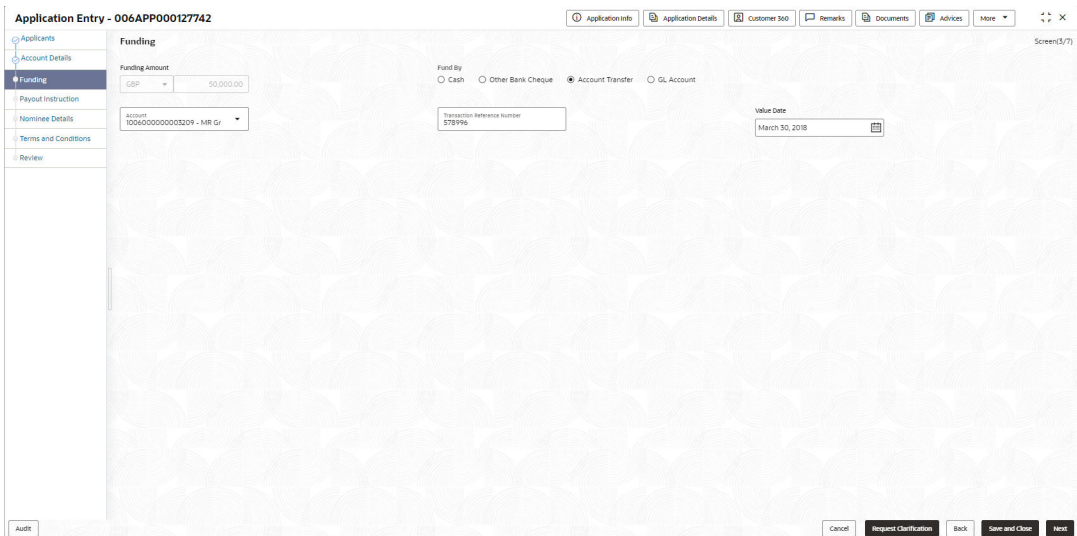 Application Entry - 006APP000127742
Application Info
Application Details
Customer 360
Remarks
Documents
Advices
More
Applicants
Account Details
Funding
Payout Instruction
Nominee Details
Terms and Conditions
Review
Funding
Screen(3/7)
Funding Amount
GBP
50,000.00
Fund By
Cash
Other Bank Cheque
Account Transfer
GL Account
Account
1006000000003209 - MR Gr
Transaction Reference Number
578996
Value Date
March 30, 2018
Audit
Cancel
Request Clarification
Back
Save and Close
Next